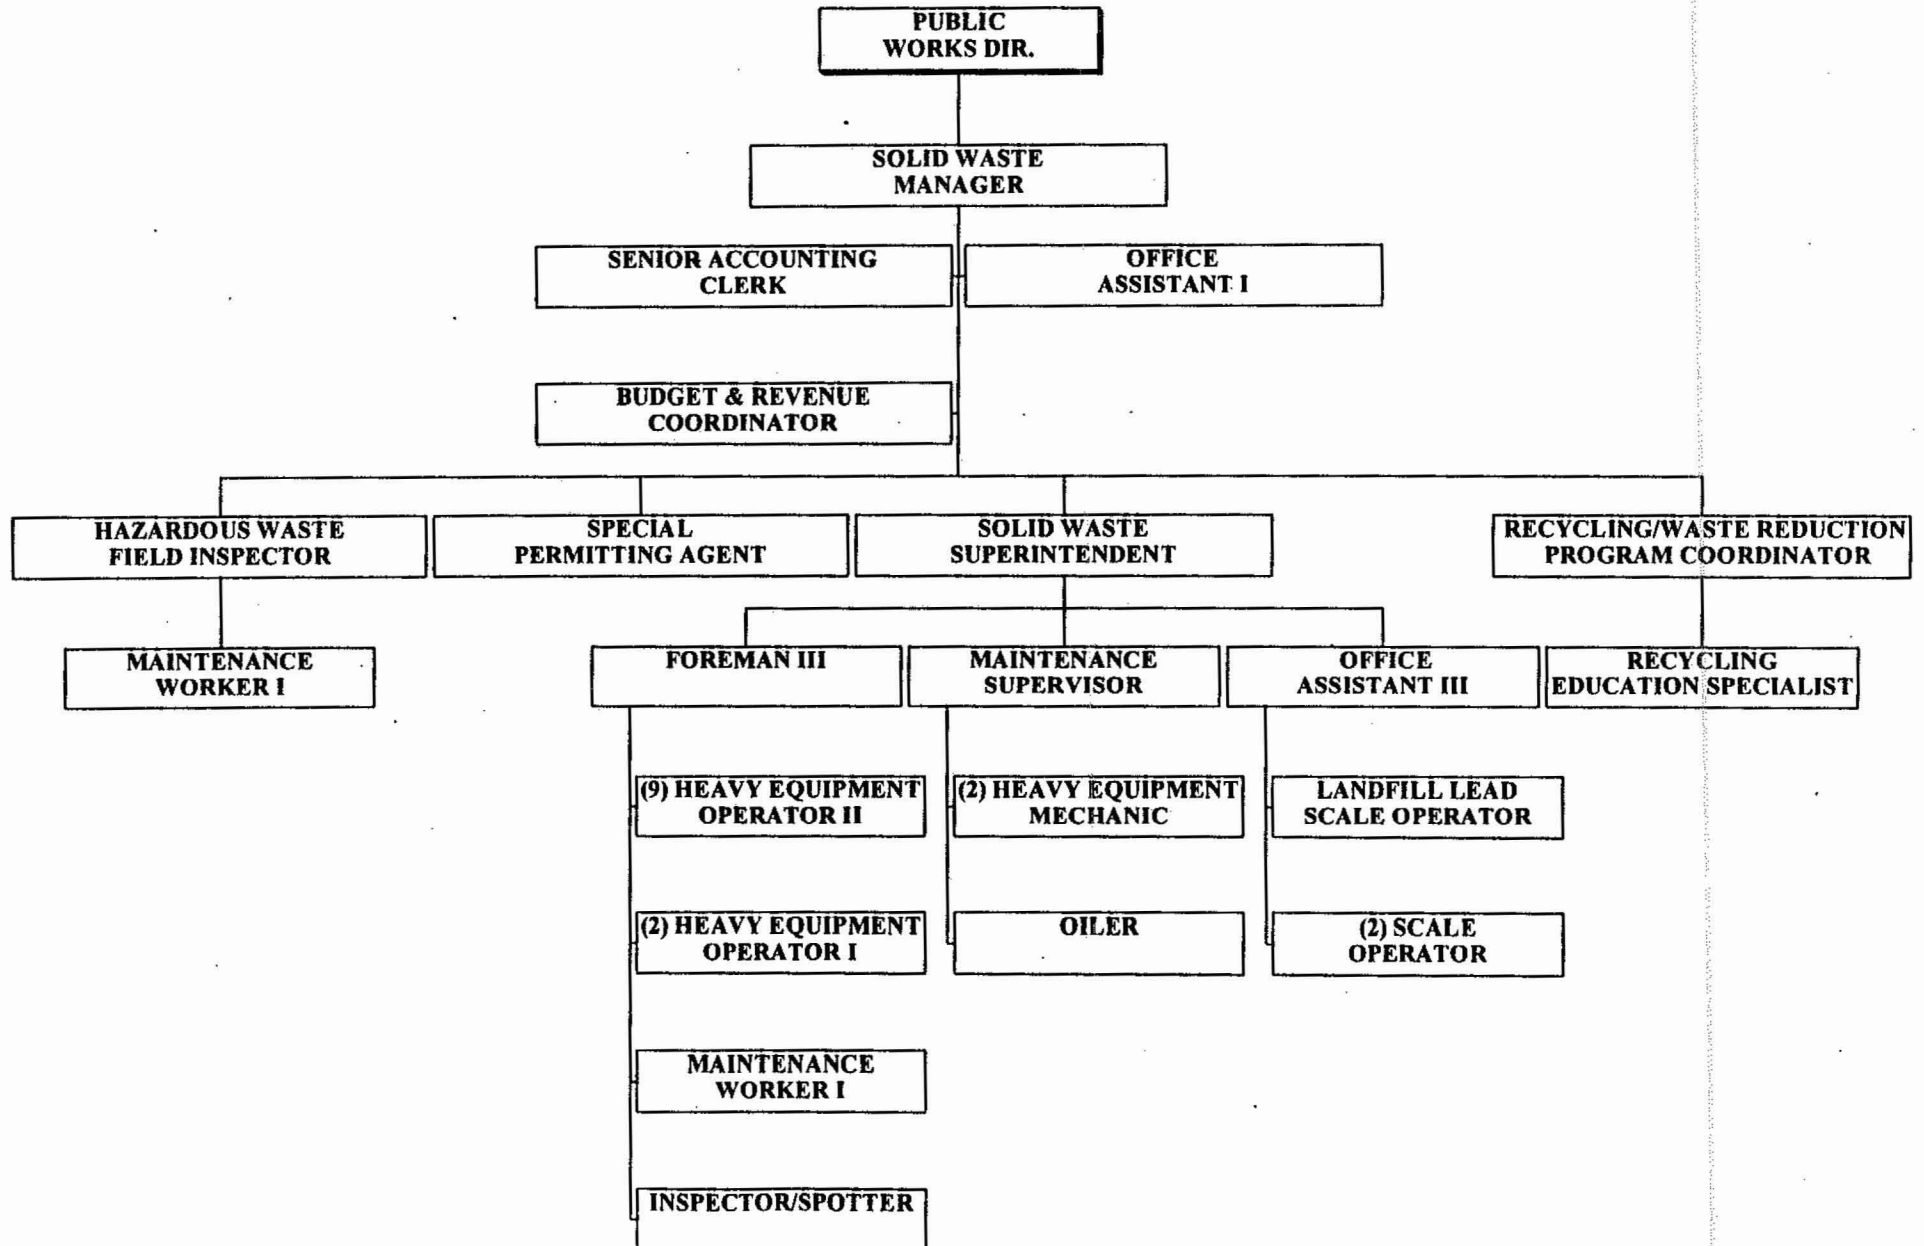 PUBLIC
WORKS DIR.
SOLID WASTE
MANAGER
SENIOR ACCOUNTING
CLERK
OFFICE
ASSISTANT I
BUDGET & REVENUE
COORDINATOR
HAZARDOUS WASTE
FIELD INSPECTOR
SPECIAL
PERMITTING AGENT
SOLID WASTE
SUPERINTENDENT
RECYCLING/WASTE REDUCTION
PROGRAM COORDINATOR
MAINTENANCE
WORKER I
FOREMAN III
MAINTENANCE
SUPERVISOR
OFFICE
ASSISTANT III
RECYCLING
EDUCATION SPECIALIST
(9) HEAVY EQUIPMENT
OPERATOR II
(2) HEAVY EQUIPMENT
MECHANIC
LANDFILL LEAD
SCALE OPERATOR
(2) HEAVY EQUIPMENT
OPERATOR I
OILER
(2) SCALE
OPERATOR
MAINTENANCE
WORKER I
INSPECTOR/SPOTTER